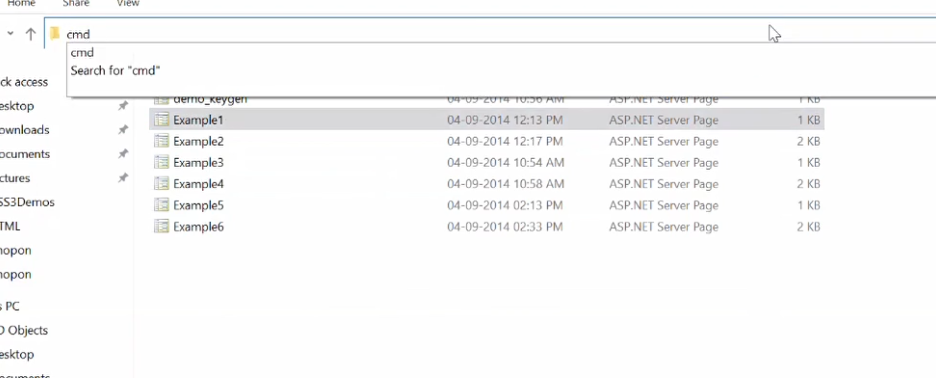 Home Share View
cmd
cmd
Search for "cmd"
ck access
esktop
ownloads
ocuments
ctures
SS3Demos
TML
nopon
nopon
s PC
D Objects
esktop
ocuments
demo_keygen 04-09-2014 10:56 AM ASP.NET Server Page 1 KB
Example1 04-09-2014 12:13 PM ASP.NET Server Page 1 KB
Example2 04-09-2014 12:17 PM ASP.NET Server Page 2 KB
Example3 04-09-2014 10:54 AM ASP.NET Server Page 1 KB
Example4 04-09-2014 10:58 AM ASP.NET Server Page 2 KB
Example5 04-09-2014 02:13 PM ASP.NET Server Page 1 KB
Example6 04-09-2014 02:33 PM ASP.NET Server Page 2 KB